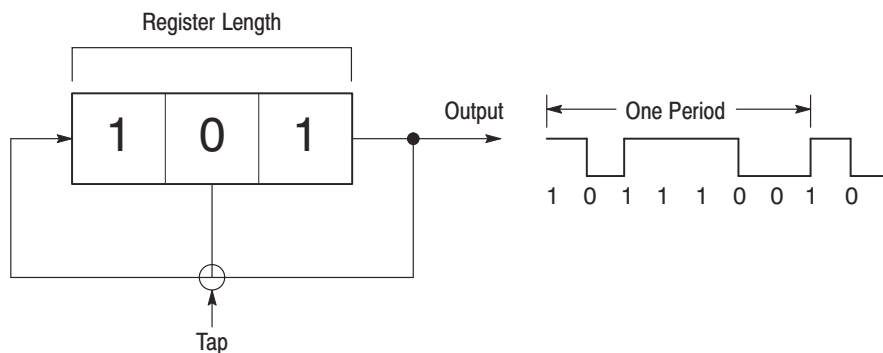 Register Length
1 0 1
Output
One Period
1 0 1 1 1 0 0 1 0
Tap